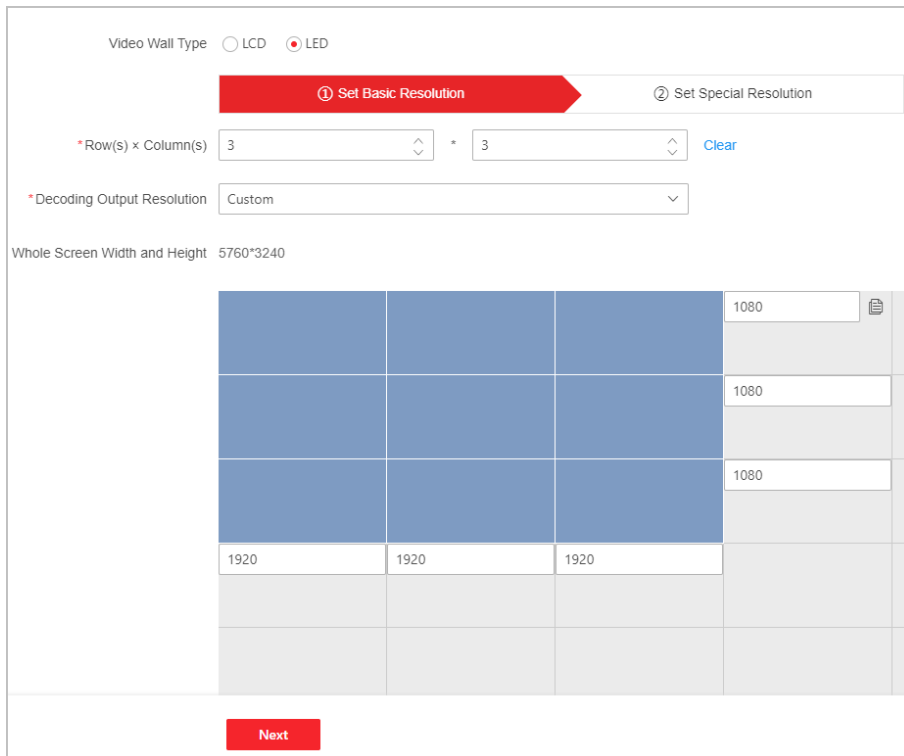 Video Wall Type LCD LED
① Set Basic Resolution ② Set Special Resolution
*Row(s) × Column(s) 3 * 3 Clear
*Decoding Output Resolution Custom
Whole Screen Width and Height 5760*3240
1080
1080
1080
1920 1920 1920
Next